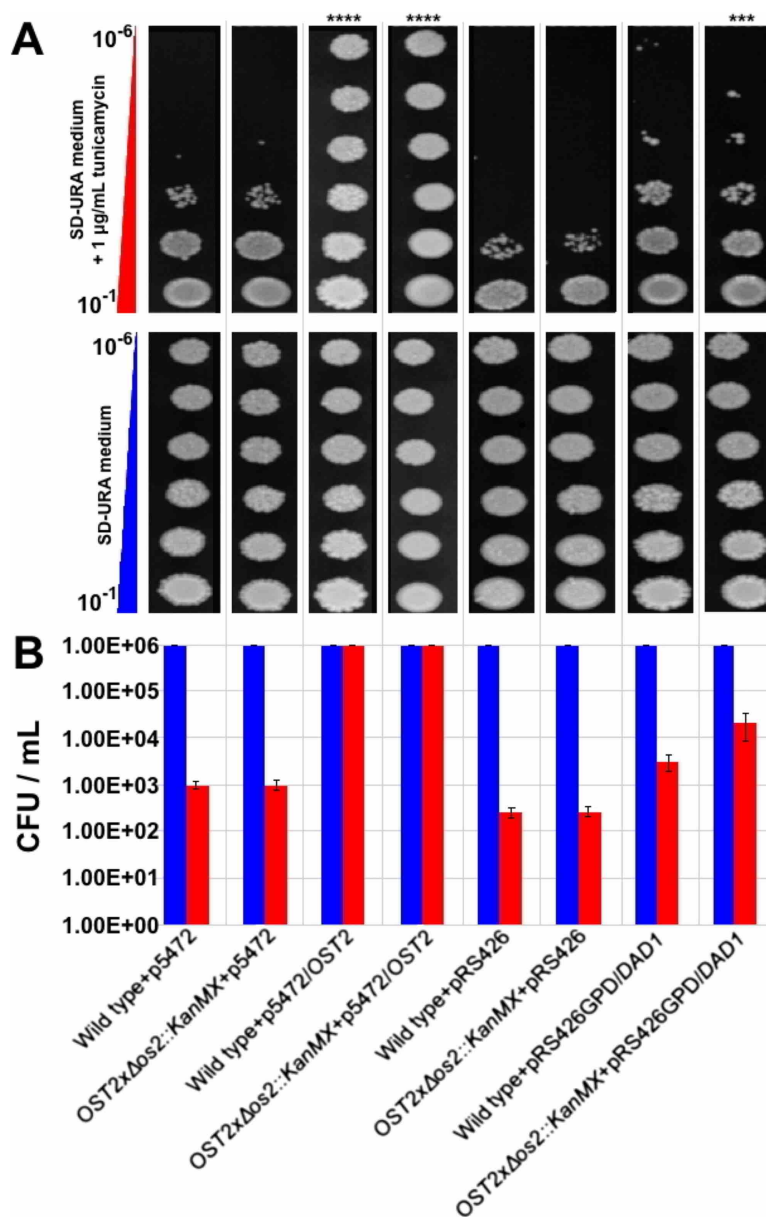 A
**** **** ***
10-6
SD-URA medium
+ 1 µg/mL tunicamycin
10-1
10-6
SD-URA medium
10-1
B
CFU / mL
1.00E+06
1.00E+05
1.00E+04
1.00E+03
1.00E+02
1.00E+01
1.00E+00
Wild type+p5472
OST2xΔos2::KanMX+p5472
Wild type+p5472/OST2
OST2xΔos2::KanMX+p5472/OST2
Wild type+pRS426
OST2xΔos2::KanMX+pRS426
Wild type+pRS426GPD/DAD1
OST2xΔos2::KanMX+pRS426GPD/DAD1